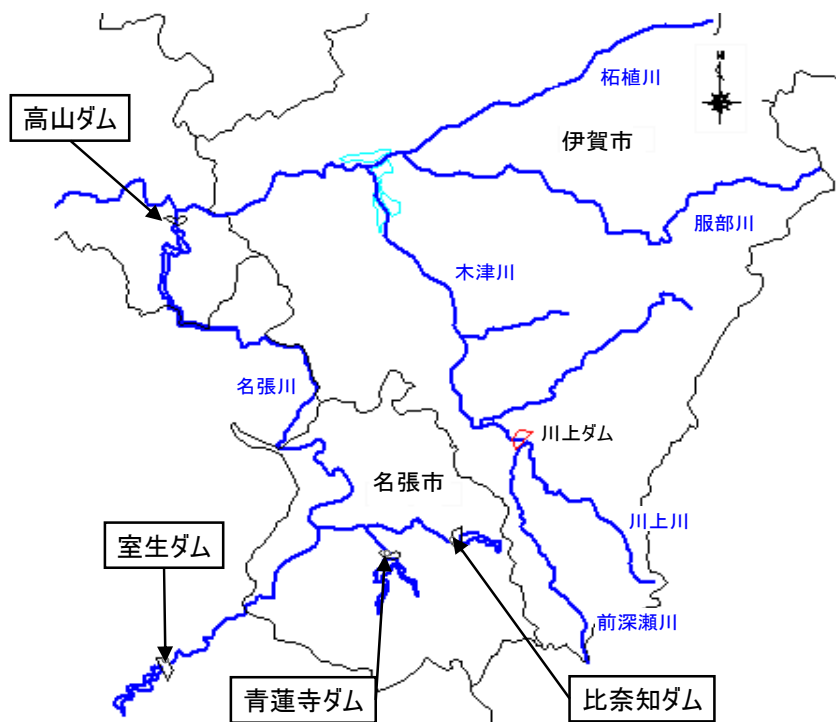 N
柘植川
高山ダム
伊賀市
服部川
木津川
名張川
川上ダム
名張市
川上川
室生ダム
前深瀬川
青蓮寺ダム
比奈知ダム